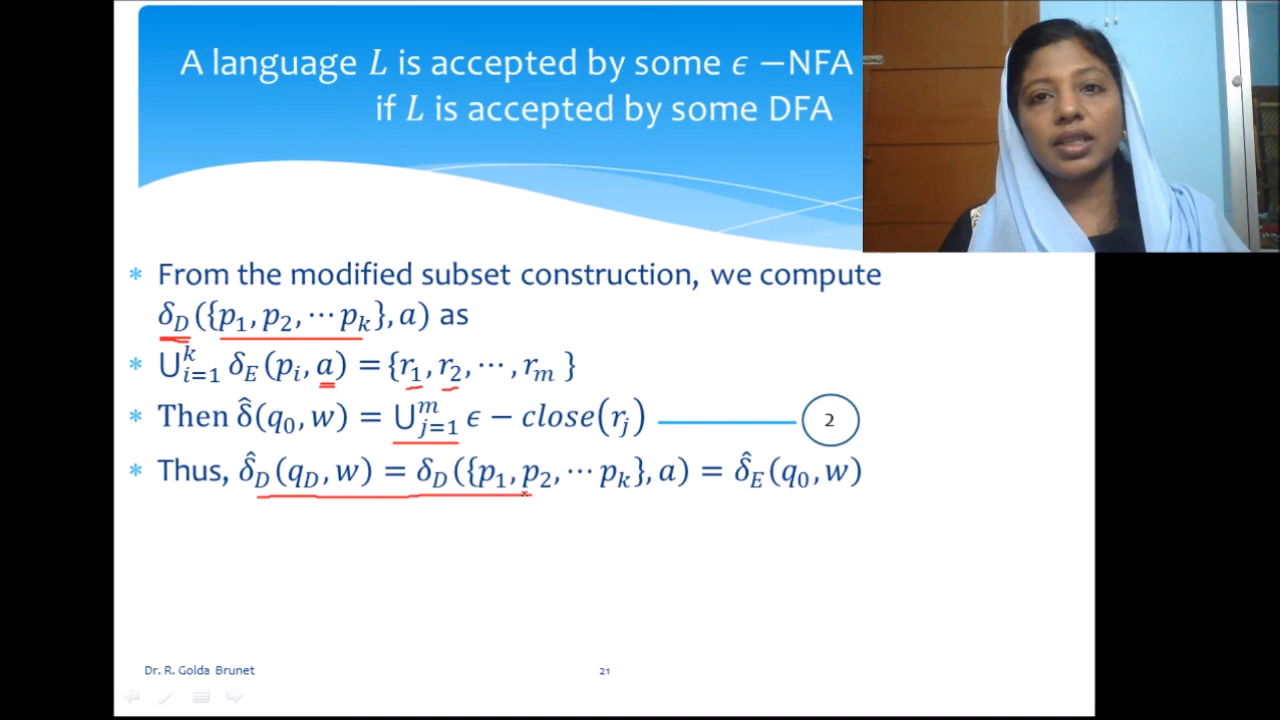 A language L is accepted by some ϵ −NFA
if L is accepted by some DFA
* From the modified subset construction, we compute
δ_D({p_1, p_2, ⋯ p_k}, a) as
* ⋃_{i=1}^{k} δ_E(p_i, a) = {r_1, r_2, ⋯, r_m }
* Then δ̂(q_0, w) = ⋃_{j=1}^{m} ϵ − close(r_j) 2
* Thus, δ̂_D(q_D, w) = δ_D({p_1, p_2, ⋯ p_k}, a) = δ̂_E(q_0, w)
Dr. R. Golda Brunet 21